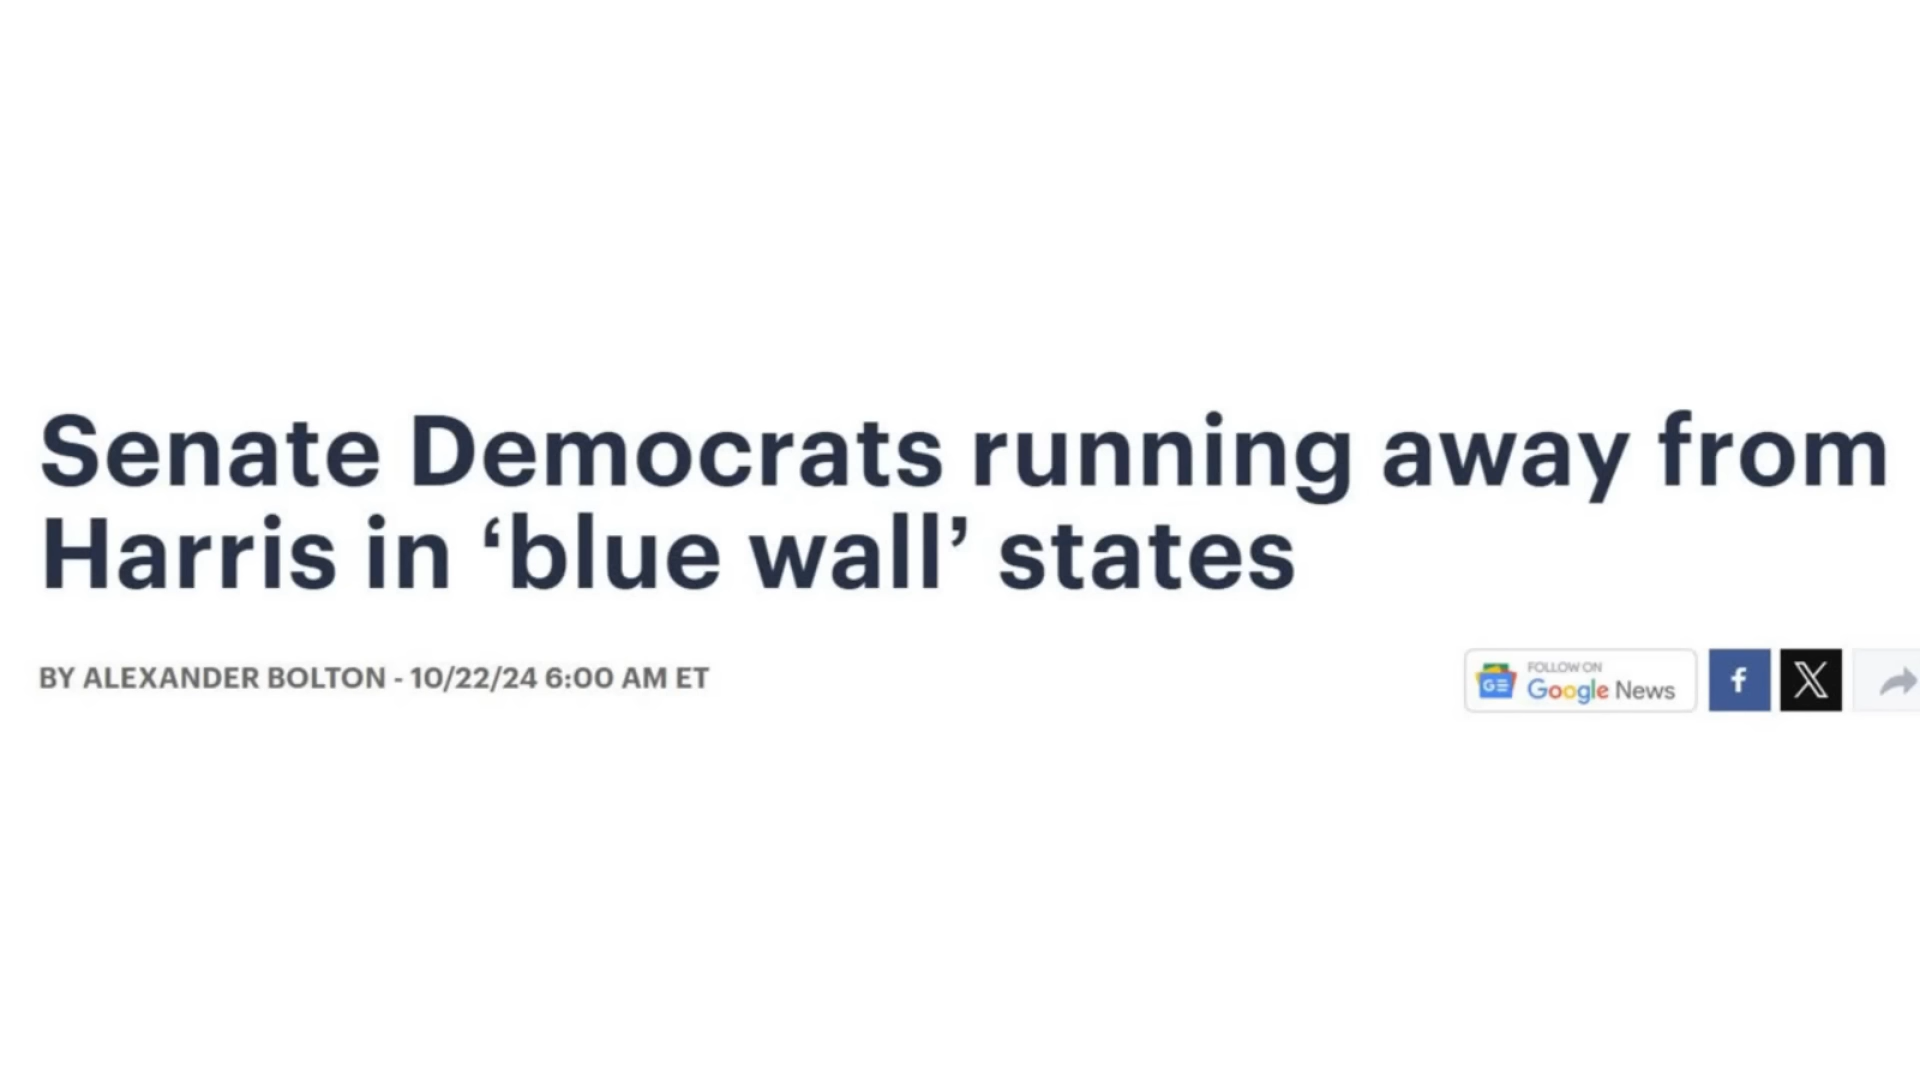 Senate Democrats running away from
Harris in ‘blue wall’ states
BY ALEXANDER BOLTON - 10/22/24 6:00 AM ET
FOLLOW ON
GE Google News
f X